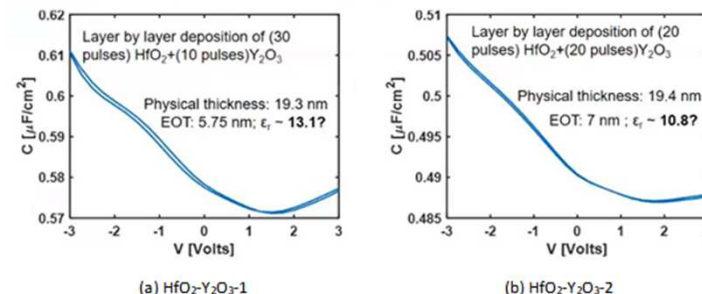 0.62
0.61
0.6
0.59
0.58
0.57
C [μF/cm²]
Layer by layer deposition of (30
pulses) HfO₂+(10 pulses)Y₂O₃
Physical thickness: 19.3 nm
EOT: 5.75 nm; εᵣ ~ 13.1?
-3 -2 -1 0 1 2 3
V [Volts]
(a) HfO₂-Y₂O₃-1
0.51
0.505
0.5
0.495
0.49
0.485
C [μF/cm²]
Layer by layer deposition of (20
pulses) HfO₂+(20 pulses)Y₂O₃
Physical thickness: 19.4 nm
EOT: 7 nm ; εᵣ ~ 10.8?
-3 -2 -1 0 1 2
V [Volts]
(b) HfO₂-Y₂O₃-2